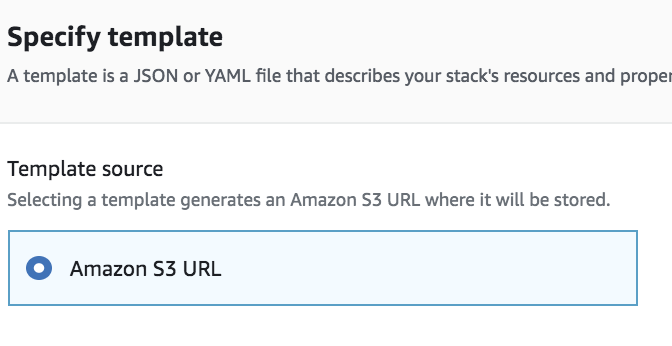 Specify template
A template is a JSON or YAML file that describes your stack's resources and proper
Template source
Selecting a template generates an Amazon S3 URL where it will be stored.
Amazon S3 URL